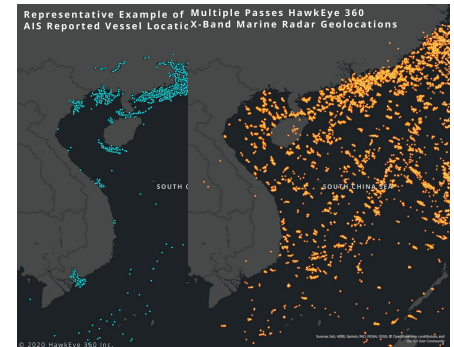 Representative Example of
AIS Reported Vessel Locatic
Multiple Passes HawkEye 360
X-Band Marine Radar Geolocations
SOUTH C
SOUTH CHINA SEA
© 2020 HawkEye 360 Inc.